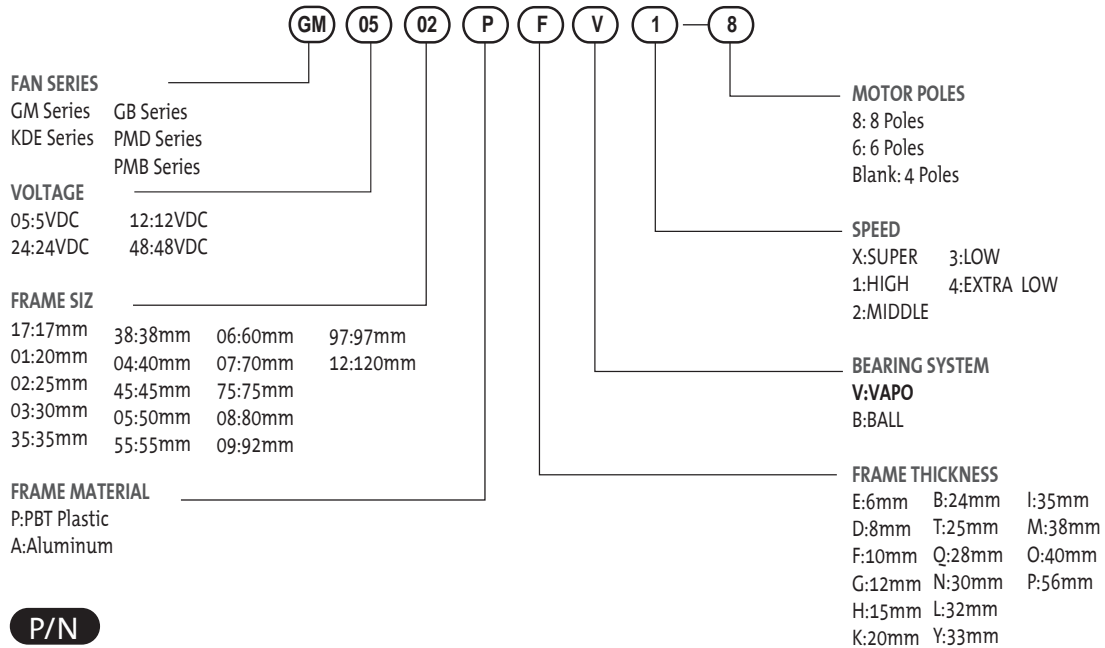 GM 05 02 P F V 1 — 8
FAN SERIES
GM Series GB Series
KDE Series PMD Series
PMB Series
VOLTAGE
05:5VDC 12:12VDC
24:24VDC 48:48VDC
FRAME SIZ
17:17mm 38:38mm 06:60mm 97:97mm
01:20mm 04:40mm 07:70mm 12:120mm
02:25mm 45:45mm 75:75mm
03:30mm 05:50mm 08:80mm
35:35mm 55:55mm 09:92mm
FRAME MATERIAL
P:PBT Plastic
A:Aluminum
P/N
MOTOR POLES
8: 8 Poles
6: 6 Poles
Blank: 4 Poles
SPEED
X:SUPER 3:LOW
1:HIGH 4:EXTRA LOW
2:MIDDLE
BEARING SYSTEM
V:VAPO
B:BALL
FRAME THICKNESS
E:6mm B:24mm I:35mm
D:8mm T:25mm M:38mm
F:10mm Q:28mm O:40mm
G:12mm N:30mm P:56mm
H:15mm L:32mm
K:20mm Y:33mm